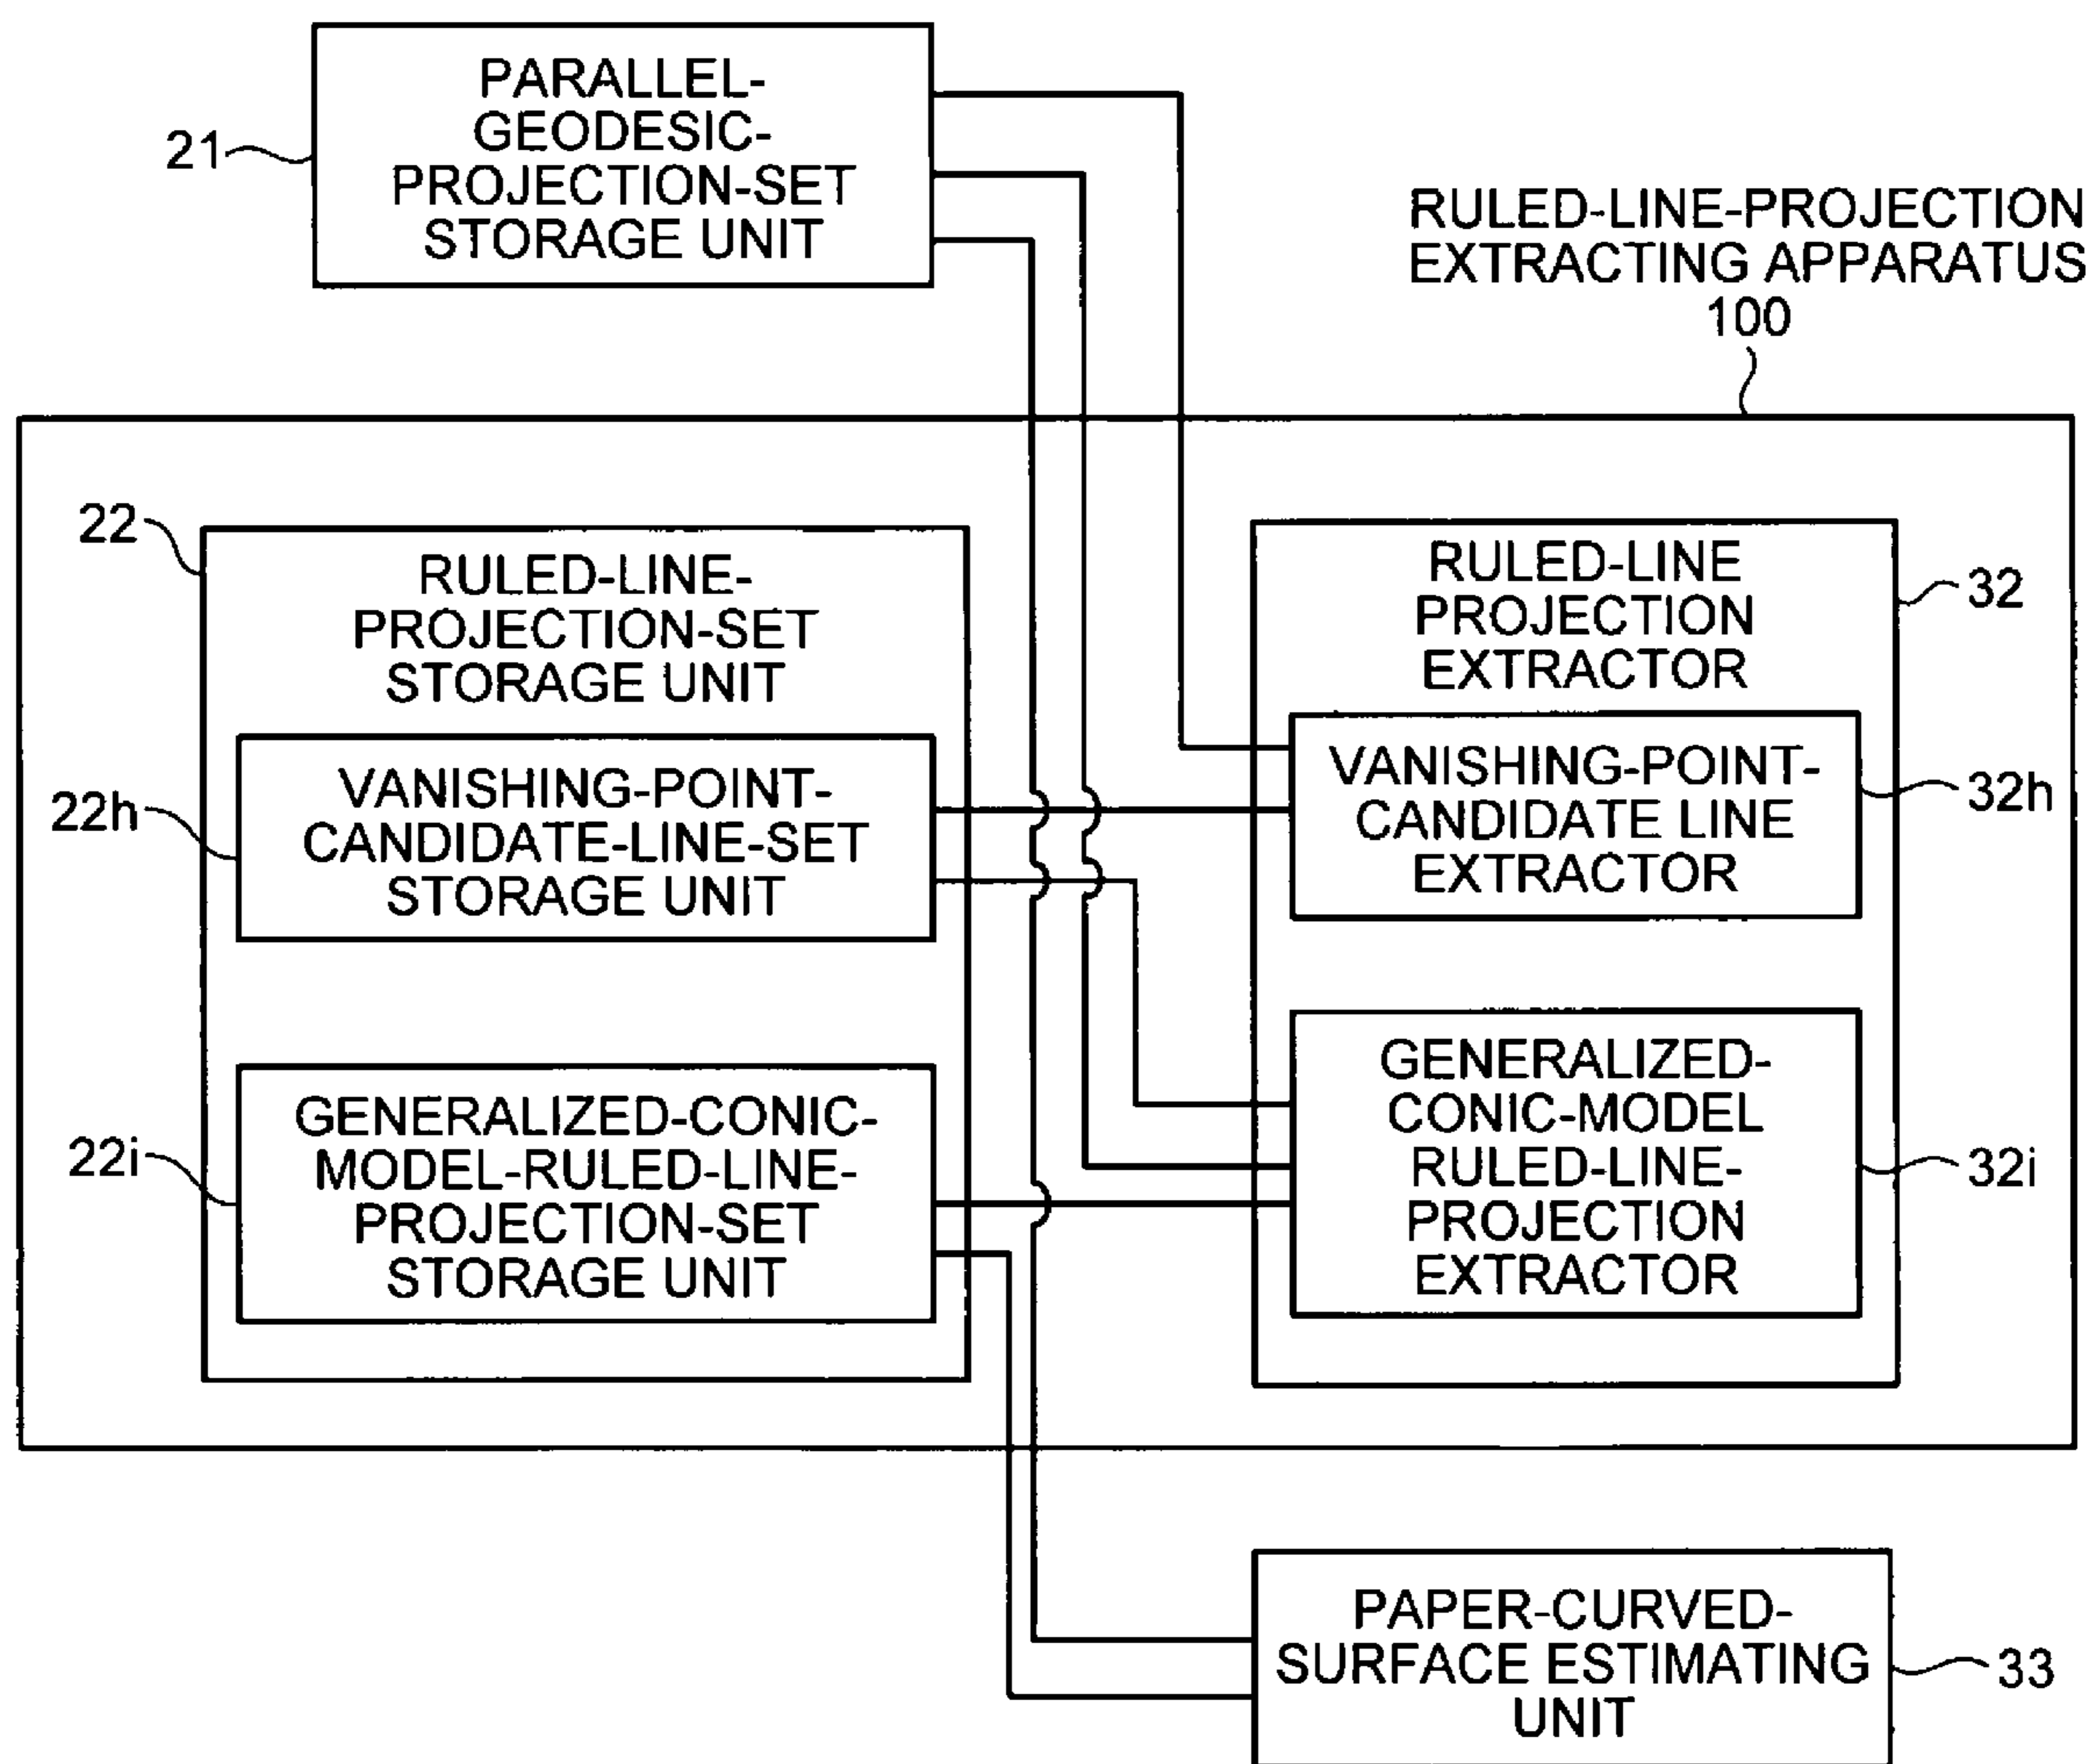 PARALLEL-
GEODESIC-
PROJECTION-SET
STORAGE UNIT
21
RULED-LINE-PROJECTION
EXTRACTING APPARATUS
100
22
RULED-LINE-
PROJECTION-SET
STORAGE UNIT
RULED-LINE
PROJECTION
EXTRACTOR
32
22h
VANISHING-POINT-
CANDIDATE-LINE-SET
STORAGE UNIT
VANISHING-POINT-
CANDIDATE LINE
EXTRACTOR
32h
22i
GENERALIZED-CONIC-
MODEL-RULED-LINE-
PROJECTION-SET
STORAGE UNIT
GENERALIZED-
CONIC-MODEL
RULED-LINE-
PROJECTION
EXTRACTOR
32i
PAPER-CURVED-
SURFACE ESTIMATING
UNIT
33